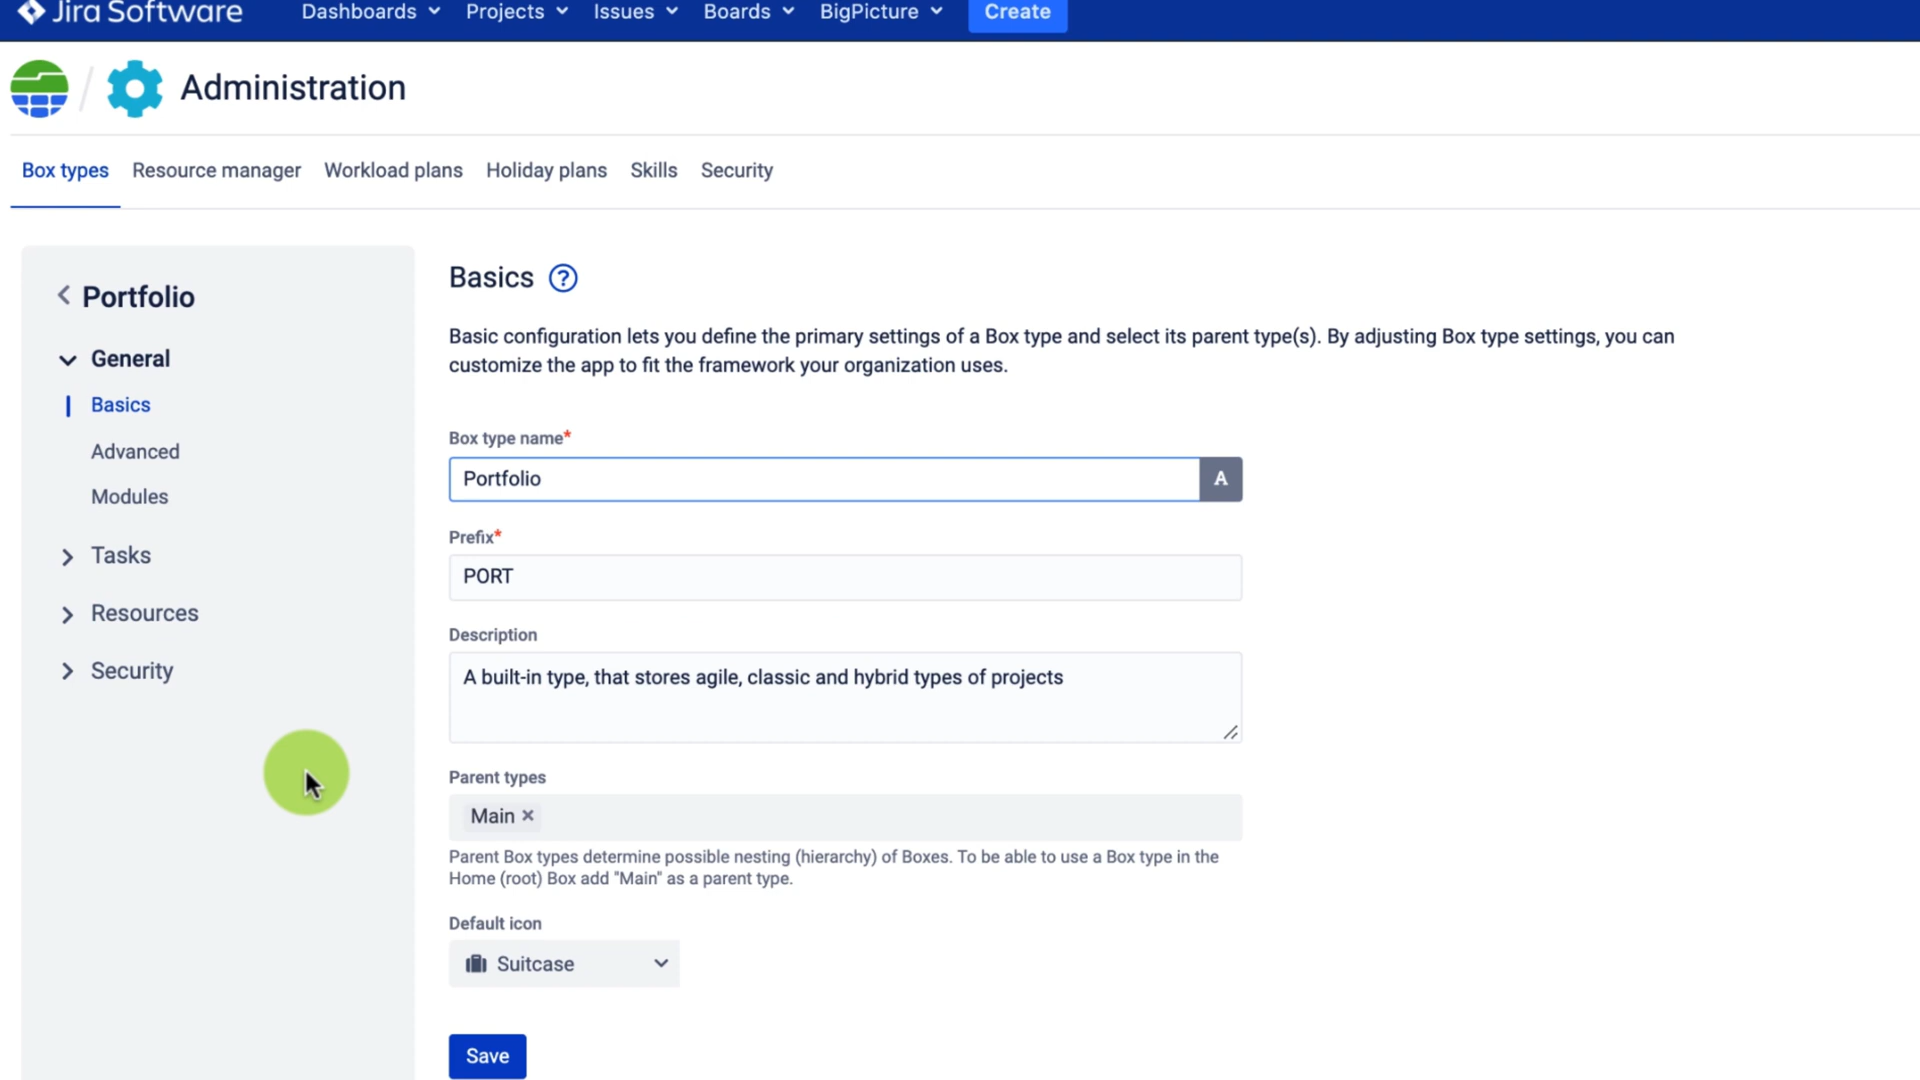 Jira Software Dashboards Projects Issues Boards BigPicture Create
/ Administration
Box types Resource manager Workload plans Holiday plans Skills Security
Portfolio
General
Basics
Advanced
Modules
Tasks
Resources
Security
Basics ?
Basic configuration lets you define the primary settings of a Box type and select its parent type(s). By adjusting Box type settings, you can
customize the app to fit the framework your organization uses.
Box type name*
Portfolio A
Prefix*
PORT
Description
A built-in type, that stores agile, classic and hybrid types of projects
Parent types
Main ×
Parent Box types determine possible nesting (hierarchy) of Boxes. To be able to use a Box type in the
Home (root) Box add "Main" as a parent type.
Default icon
Suitcase
Save